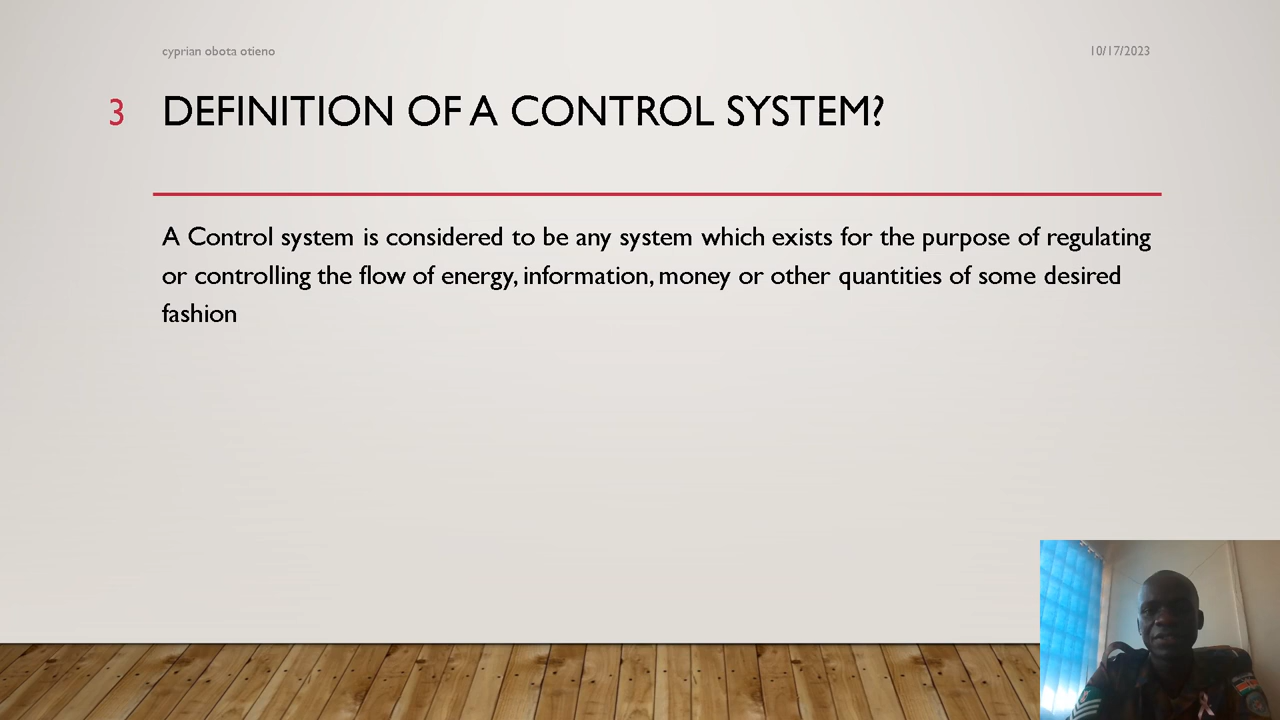 cyprian obota otieno
10/17/2023
3
DEFINITION OF A CONTROL SYSTEM?
A Control system is considered to be any system which exists for the purpose of regulating
or controlling the flow of energy, information, money or other quantities of some desired
fashion